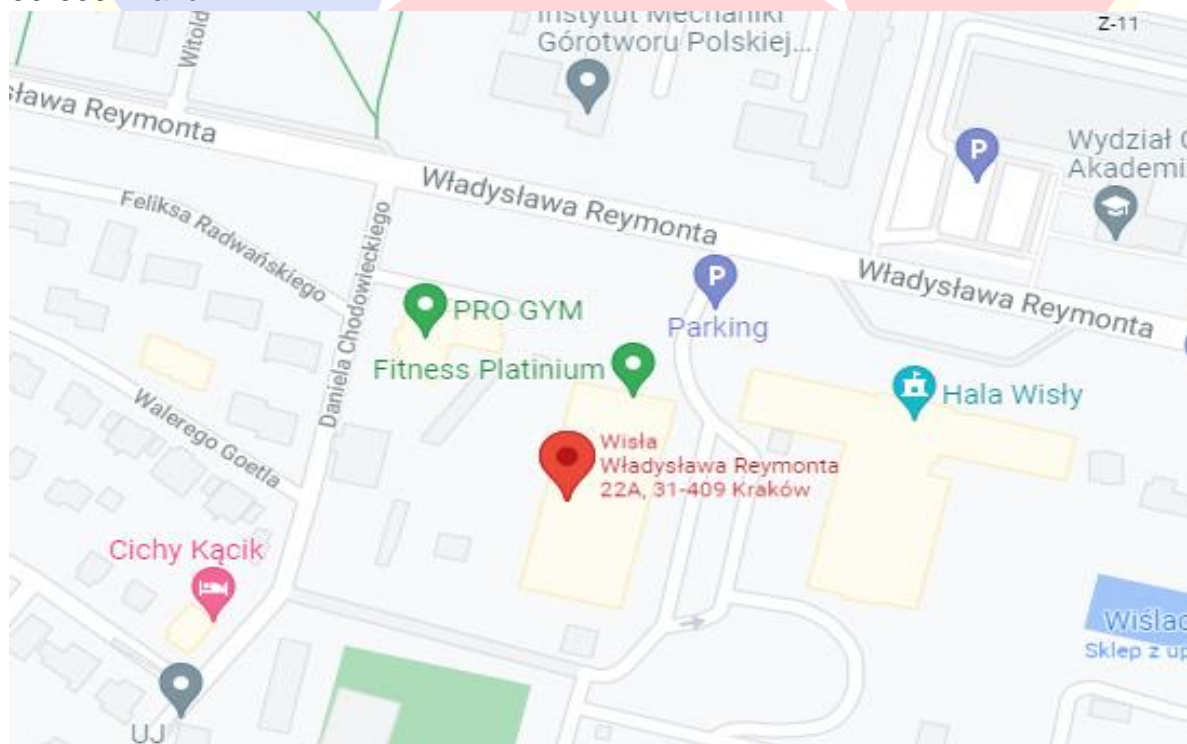 Instytut Mechaniki
Górotworu Polskiej...
Z-11
Witold
sława Reymonta
Wydział
Akademi
Władysława Reymonta
Feliksa Radwańskiego
Daniela Chodowieckiego
Władysława Reymonta
P
P
Parking
PRO GYM
Fitness Platinium
Hala Wisły
Walerego Goetla
Wisła
Władysława Reymonta
22A, 31-409 Kraków
Cichy Kącik
Wiślac
Sklep z up
UJ